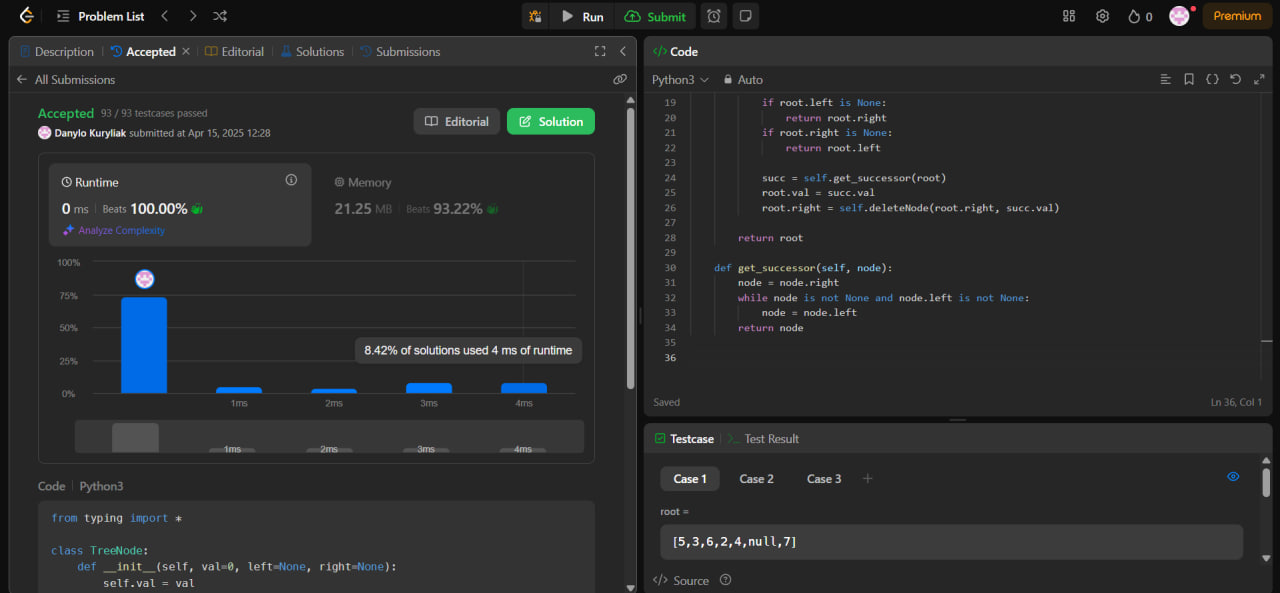 Problem List
Run
Submit
0
Premium
Description
Accepted
Editorial
Solutions
Submissions
All Submissions
Accepted 93 / 93 testcases passed
Danylo Kuryliak submitted at Apr 15, 2025 12:28
Editorial
Solution
Runtime
0 ms | Beats 100.00%
Analyze Complexity
Memory
21.25 MB | Beats 93.22%
100%
75%
50%
25%
0%
8.42% of solutions used 4 ms of runtime
1ms 2ms 3ms 4ms
1ms 2ms 3ms 4ms
Code | Python3
from typing import *
class TreeNode:
def __init__(self, val=0, left=None, right=None):
self.val = val
</> Code
Python3
Auto
19 if root.left is None:
20 return root.right
21 if root.right is None:
22 return root.left
23
24 succ = self.get_successor(root)
25 root.val = succ.val
26 root.right = self.deleteNode(root.right, succ.val)
27
28 return root
29
30 def get_successor(self, node):
31 node = node.right
32 while node is not None and node.left is not None:
33 node = node.left
34 return node
35
36
Saved
Ln 36, Col 1
Testcase
Test Result
Case 1
Case 2
Case 3
+
root =
[5,3,6,2,4,null,7]
</> Source